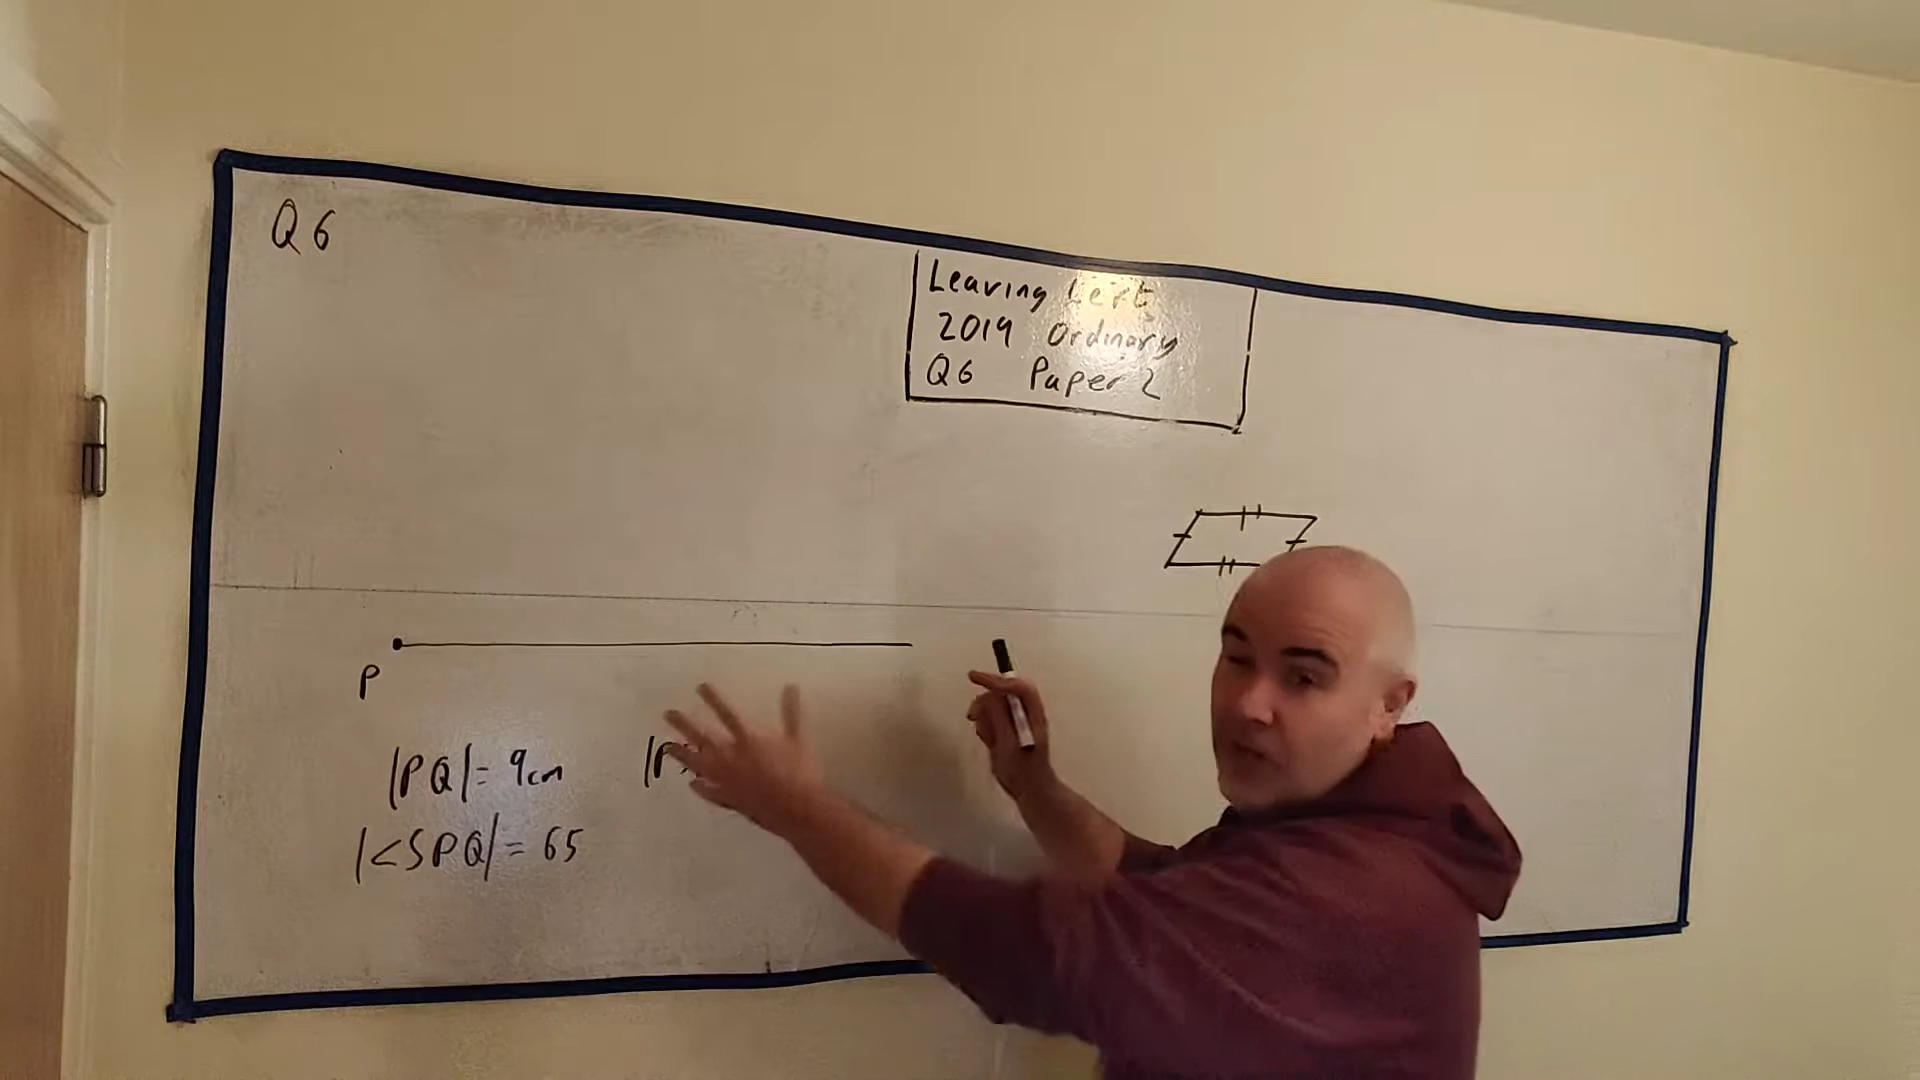 Q6
Leaving Cert
2019 Ordinary
Q6 Paper 2
P
|PQ| = 9cm
|<SPQ| = 65